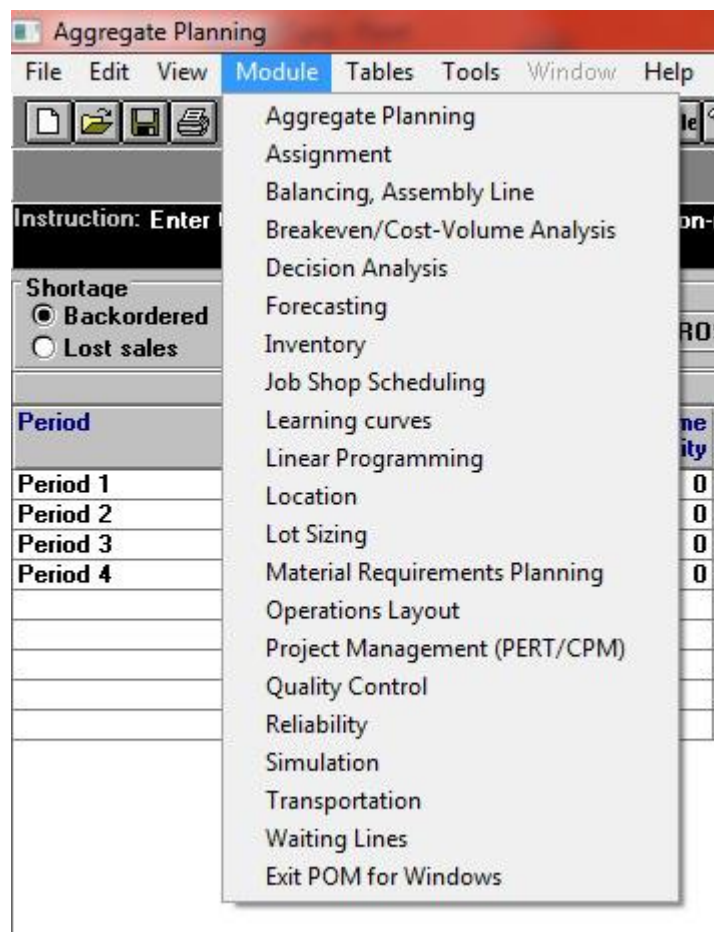 Aggregate Planning
File Edit View Module Tables Tools Window Help
Instruction: Enter
Shortage
Backordered
Lost sales
Period
Period 1 0
Period 2 0
Period 3 0
Period 4 0
Aggregate Planning
Assignment
Balancing, Assembly Line
Breakeven/Cost-Volume Analysis
Decision Analysis
Forecasting
Inventory
Job Shop Scheduling
Learning curves
Linear Programming
Location
Lot Sizing
Material Requirements Planning
Operations Layout
Project Management (PERT/CPM)
Quality Control
Reliability
Simulation
Transportation
Waiting Lines
Exit POM for Windows